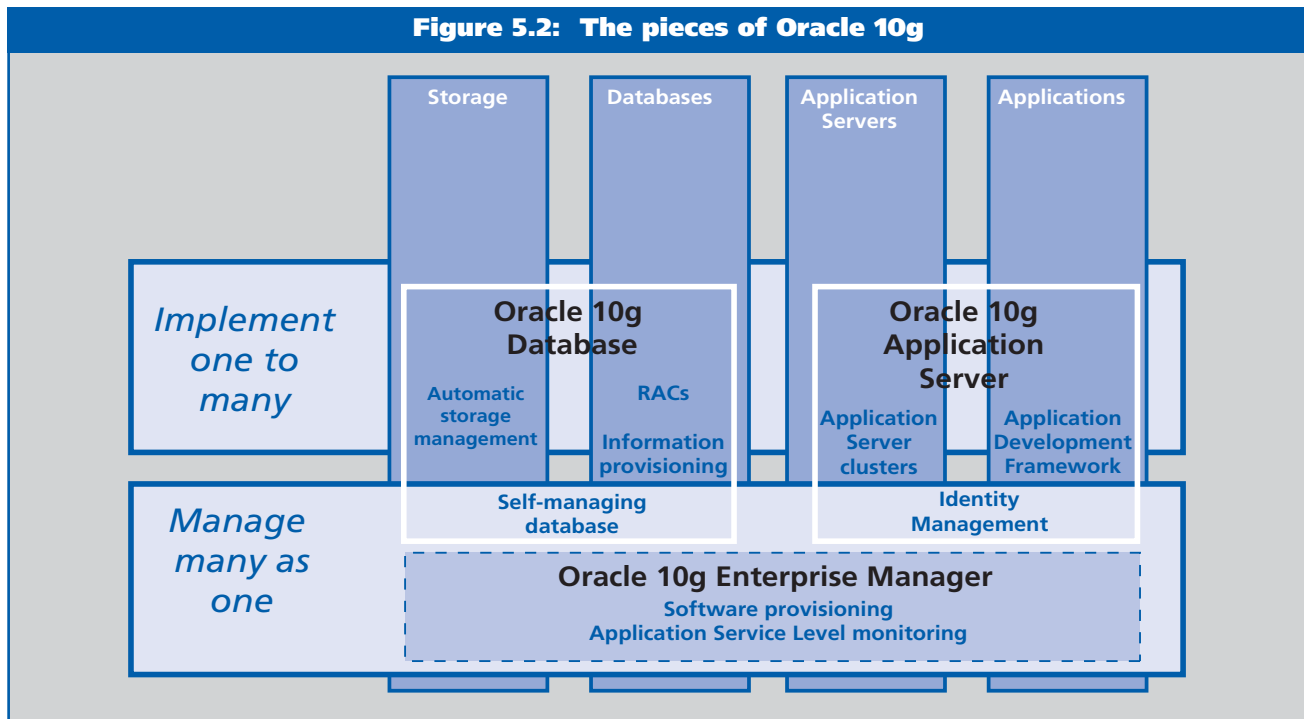 Figure 5.2: The pieces of Oracle 10g
Storage
Databases
Application
Servers
Applications
Implement
one to
many
Oracle 10g
Database
Automatic
storage
management
RACs
Information
provisioning
Oracle 10g
Application
Server
Application
Server
clusters
Application
Development
Framework
Manage
many as
one
Self-managing
database
Identity
Management
Oracle 10g Enterprise Manager
Software provisioning
Application Service Level monitoring